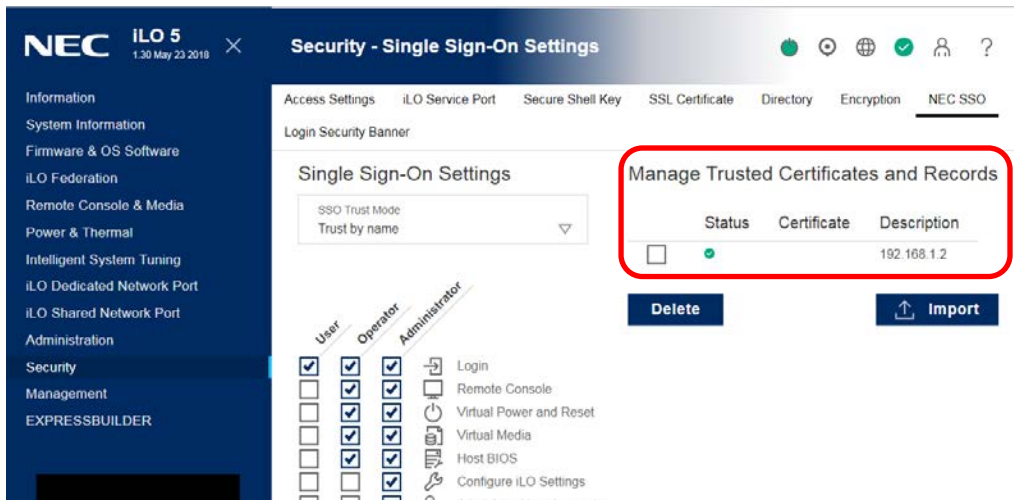 NEC iLO 5
1.30 May 23 2018
Security - Single Sign-On Settings
?
Information
System Information
Firmware & OS Software
iLO Federation
Remote Console & Media
Power & Thermal
Intelligent System Tuning
iLO Dedicated Network Port
iLO Shared Network Port
Administration
Security
Management
EXPRESSBUILDER
Access Settings iLO Service Port Secure Shell Key SSL Certificate Directory Encryption NEC SSO
Login Security Banner
Single Sign-On Settings
SSO Trust Mode
Trust by name
User Operator Administrator
Login
Remote Console
Virtual Power and Reset
Virtual Media
Host BIOS
Configure iLO Settings
Manage Trusted Certificates and Records
Status Certificate Description
192.168.1.2
Delete Import